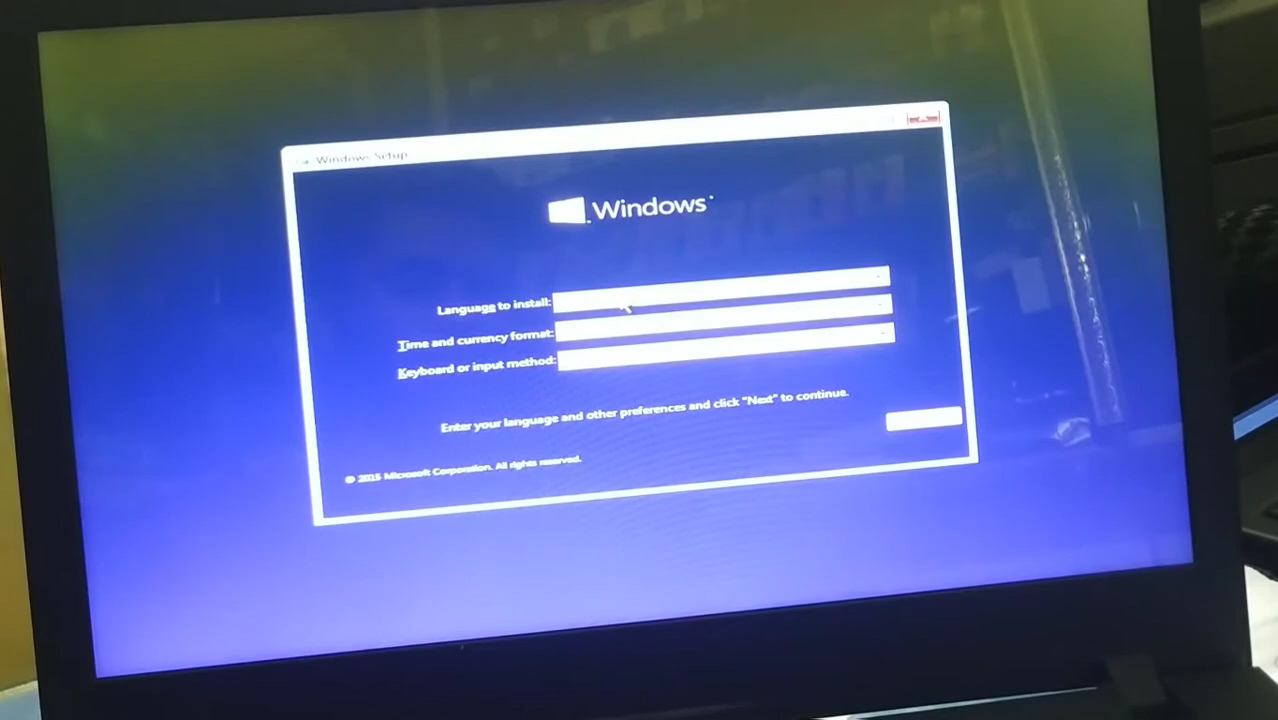 Windows Setup
Windows
Language to install:
Time and currency format:
Keyboard or input method:
Enter your language and other preferences and click "Next" to continue.
© 2015 Microsoft Corporation. All rights reserved.